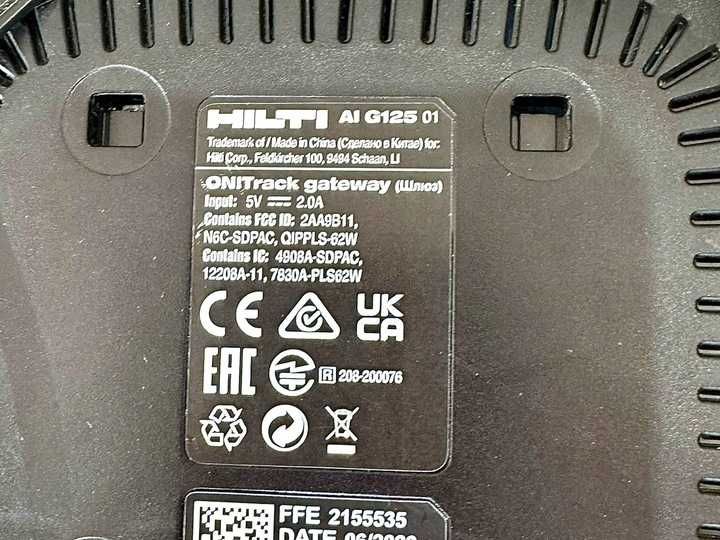 HILTI AI G125 01
Trademark of / Made in China (Сделано в Китае) for:
Hilti Corp., Feldkircher 100, 9494 Schaan, LI
ONITrack gateway (Шлюз)
Input: 5V ⎓ 2.0A
Contains FCC ID: 2AA9B11,
N6C-SDPAC, QIPPLS-62W
Contains IC: 4908A-SDPAC,
12208A-11, 7830A-PLS62W
CE UK CA
EAC R 208-200076
FFE 2155535
DATE